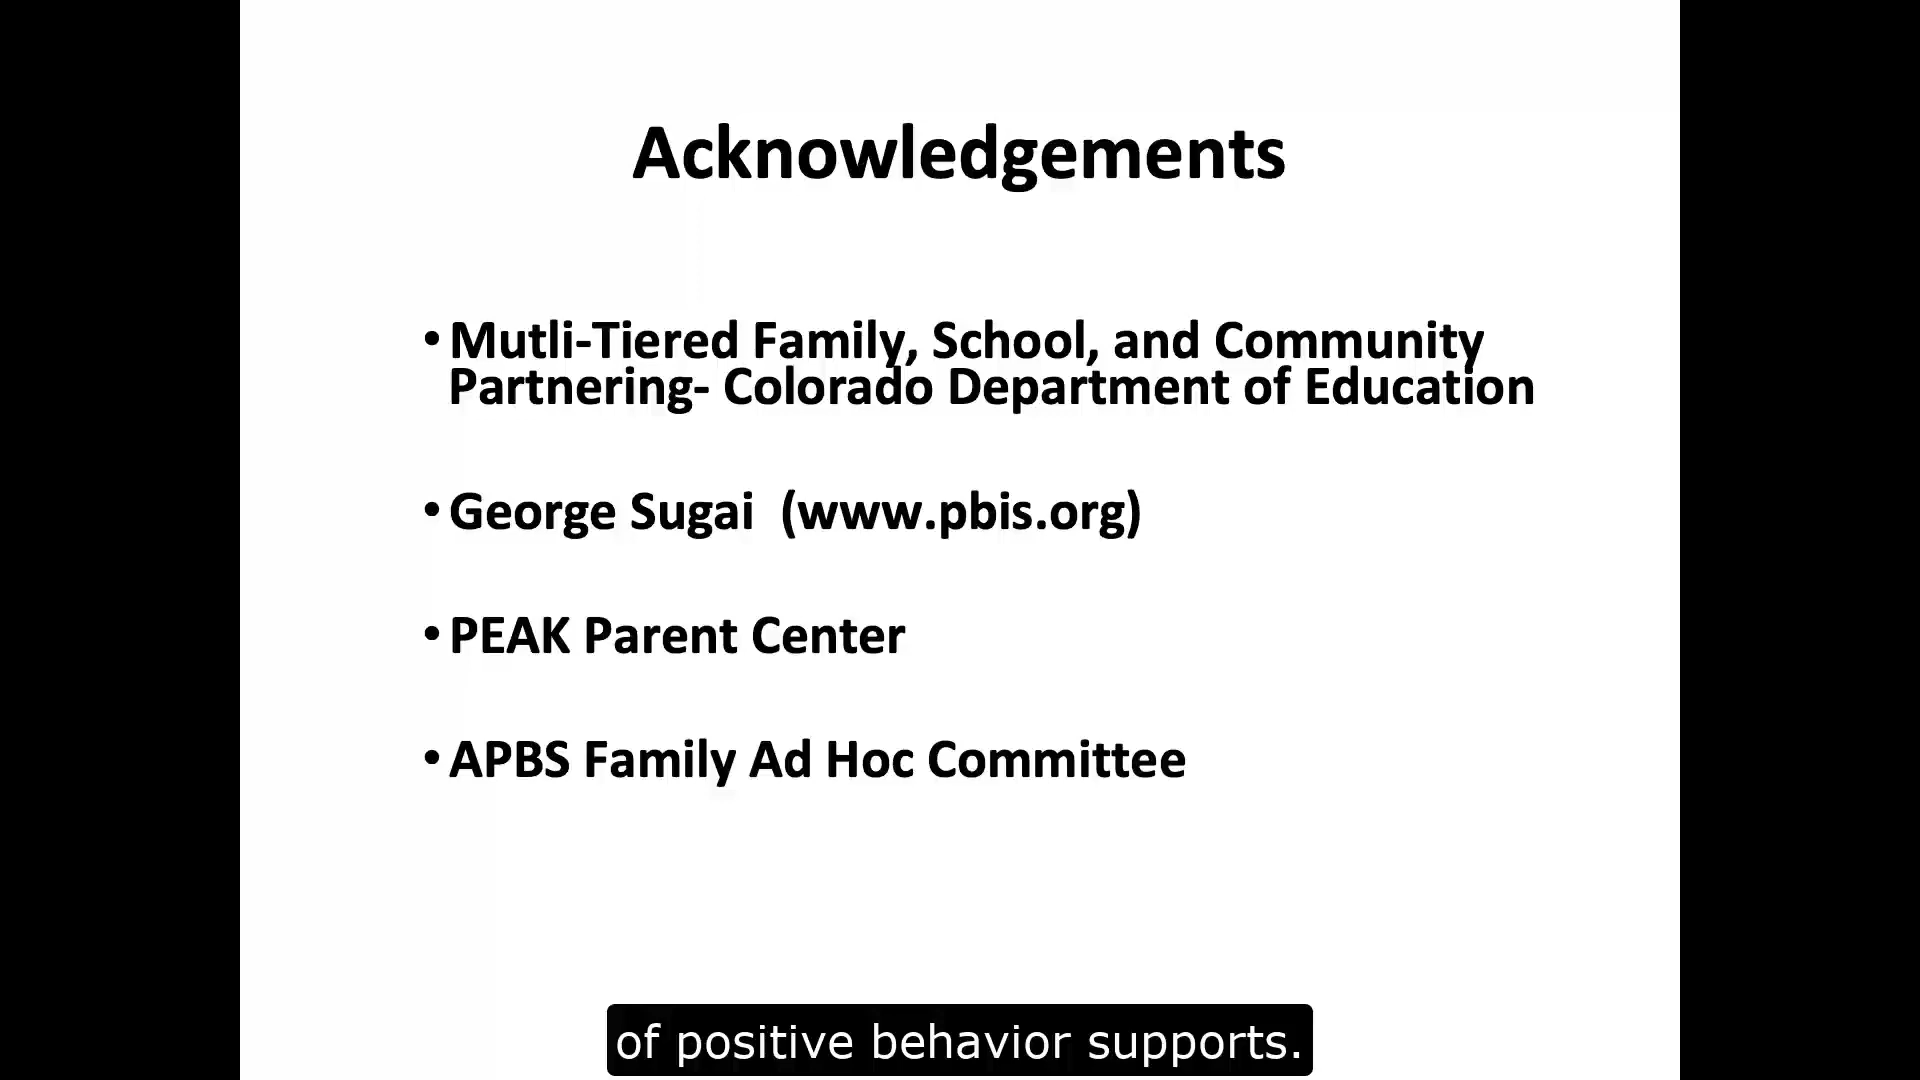 Acknowledgements
• Mutli-Tiered Family, School, and Community
Partnering- Colorado Department of Education
• George Sugai  (www.pbis.org)
• PEAK Parent Center
• APBS Family Ad Hoc Committee
of positive behavior supports.